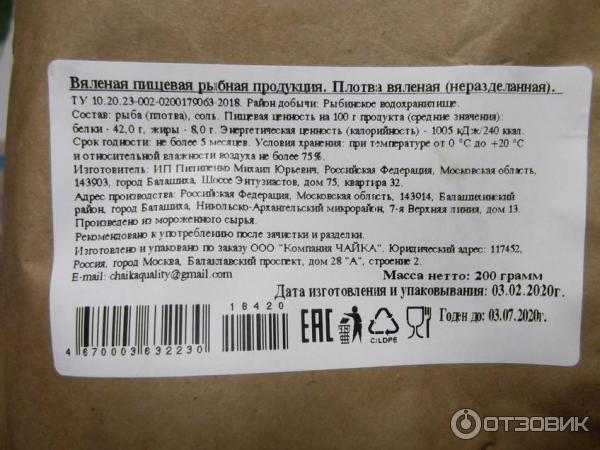 Вяленая пищевая рыбная продукция. Плотва вяленая (неразделанная).
ТУ 10.20.23-002-0200179063-2018. Район добычи: Рыбинское водохранилище.
Состав: рыба (плотва), соль. Пищевая ценность на 100 г продукта (средние значения):
белки - 42,0 г, жиры - 8,0 г. Энергетическая ценность (калорийность) - 1005 кДж/240 ккал.
Срок годности: не более 5 месяцев. Условия хранения: при температуре от 0 °С до +20 °С
и относительной влажности воздуха не более 75%.
Изготовитель: ИП Пилипенко Михаил Юрьевич, Российская Федерация, Московская область,
143903, город Балашиха, Шоссе Энтузиастов, дом 75, квартира 32.
Адрес производства: Российская Федерация, Московская область, 143914, Балашихинский
район, город Балашиха, Никольско-Архангельский микрорайон, 7-я Верхняя линия, дом 13.
Произведено из мороженного сырья.
Рекомендовано к употреблению после зачистки и разделки.
Изготовлено и упаковано по заказу ООО "Компания ЧАЙКА". Юридический адрес: 117452,
Россия, город Москва, Балаклавский проспект, дом 28 "А", строение 2.
E-mail: chaikaquality@gmail.com
Масса нетто: 200 грамм
Дата изготовления и упаковывания: 03.02.2020г.
18420
EAC
Годен до: 03.07.2020г.
C/LDPE
4 670003 632230
ОТЗОВИК